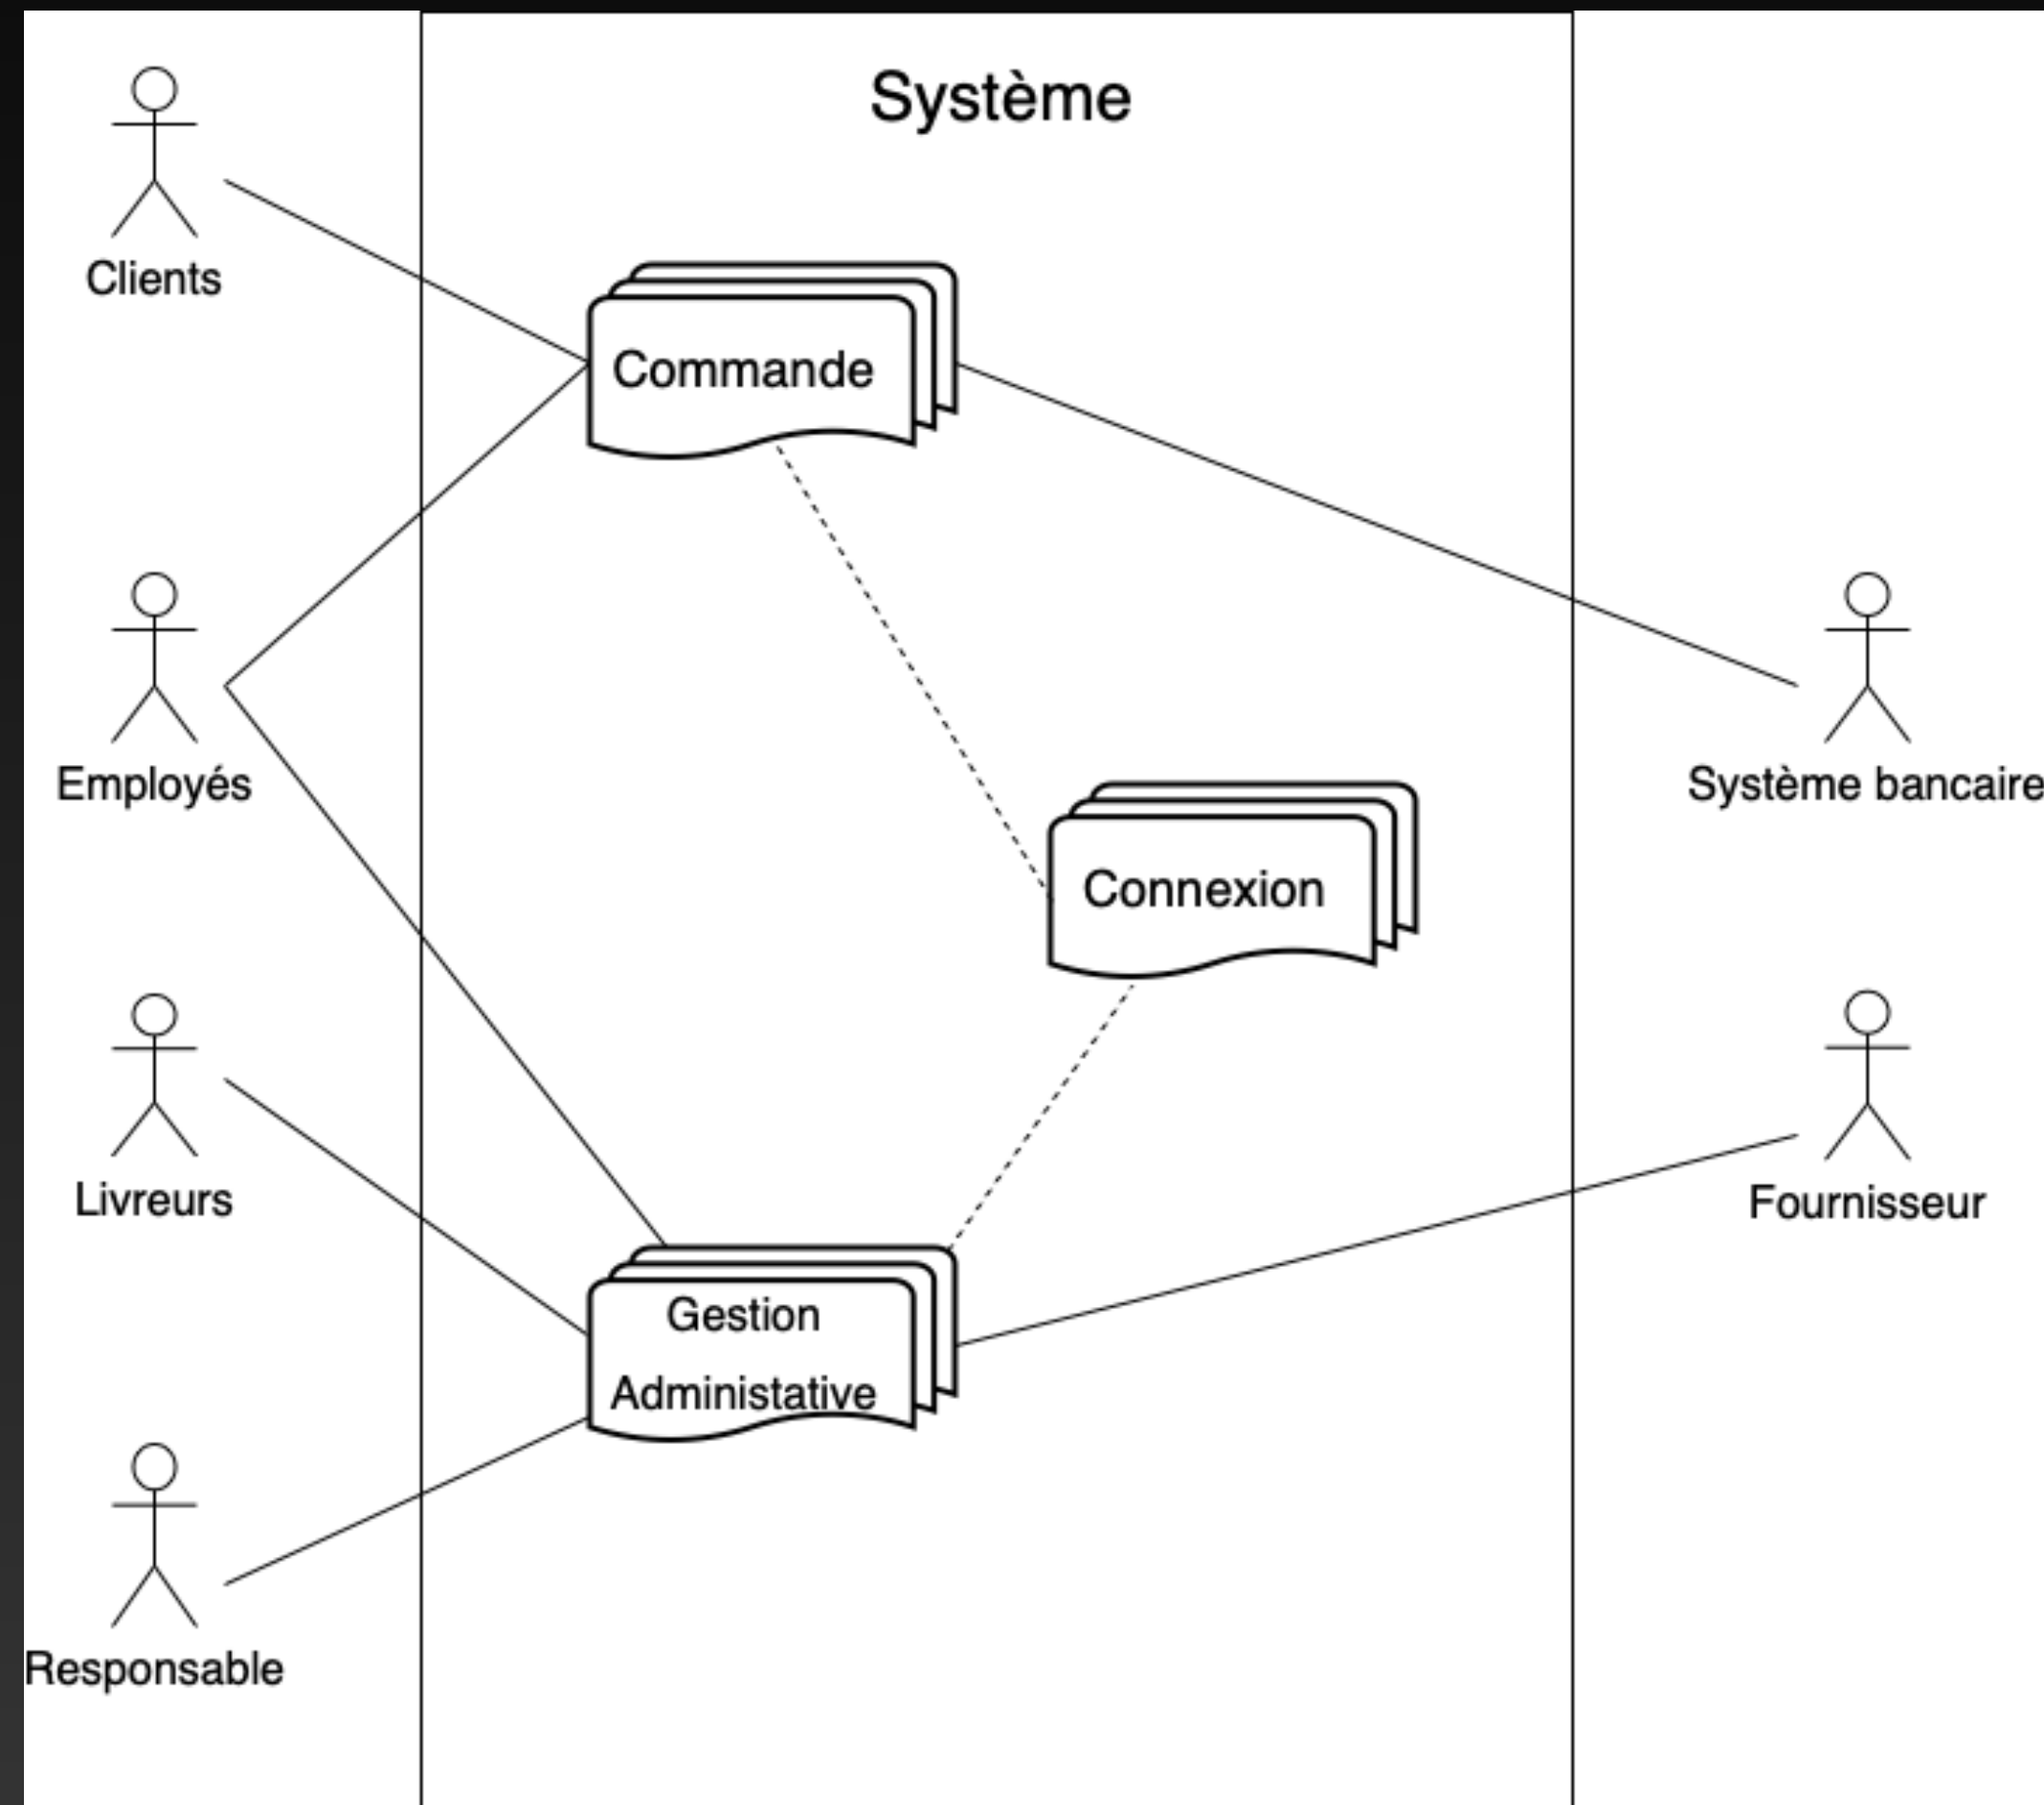 Système
Clients
Commande
Employés
Système bancaire
Connexion
Livreurs
Fournisseur
Gestion
Administative
Responsable